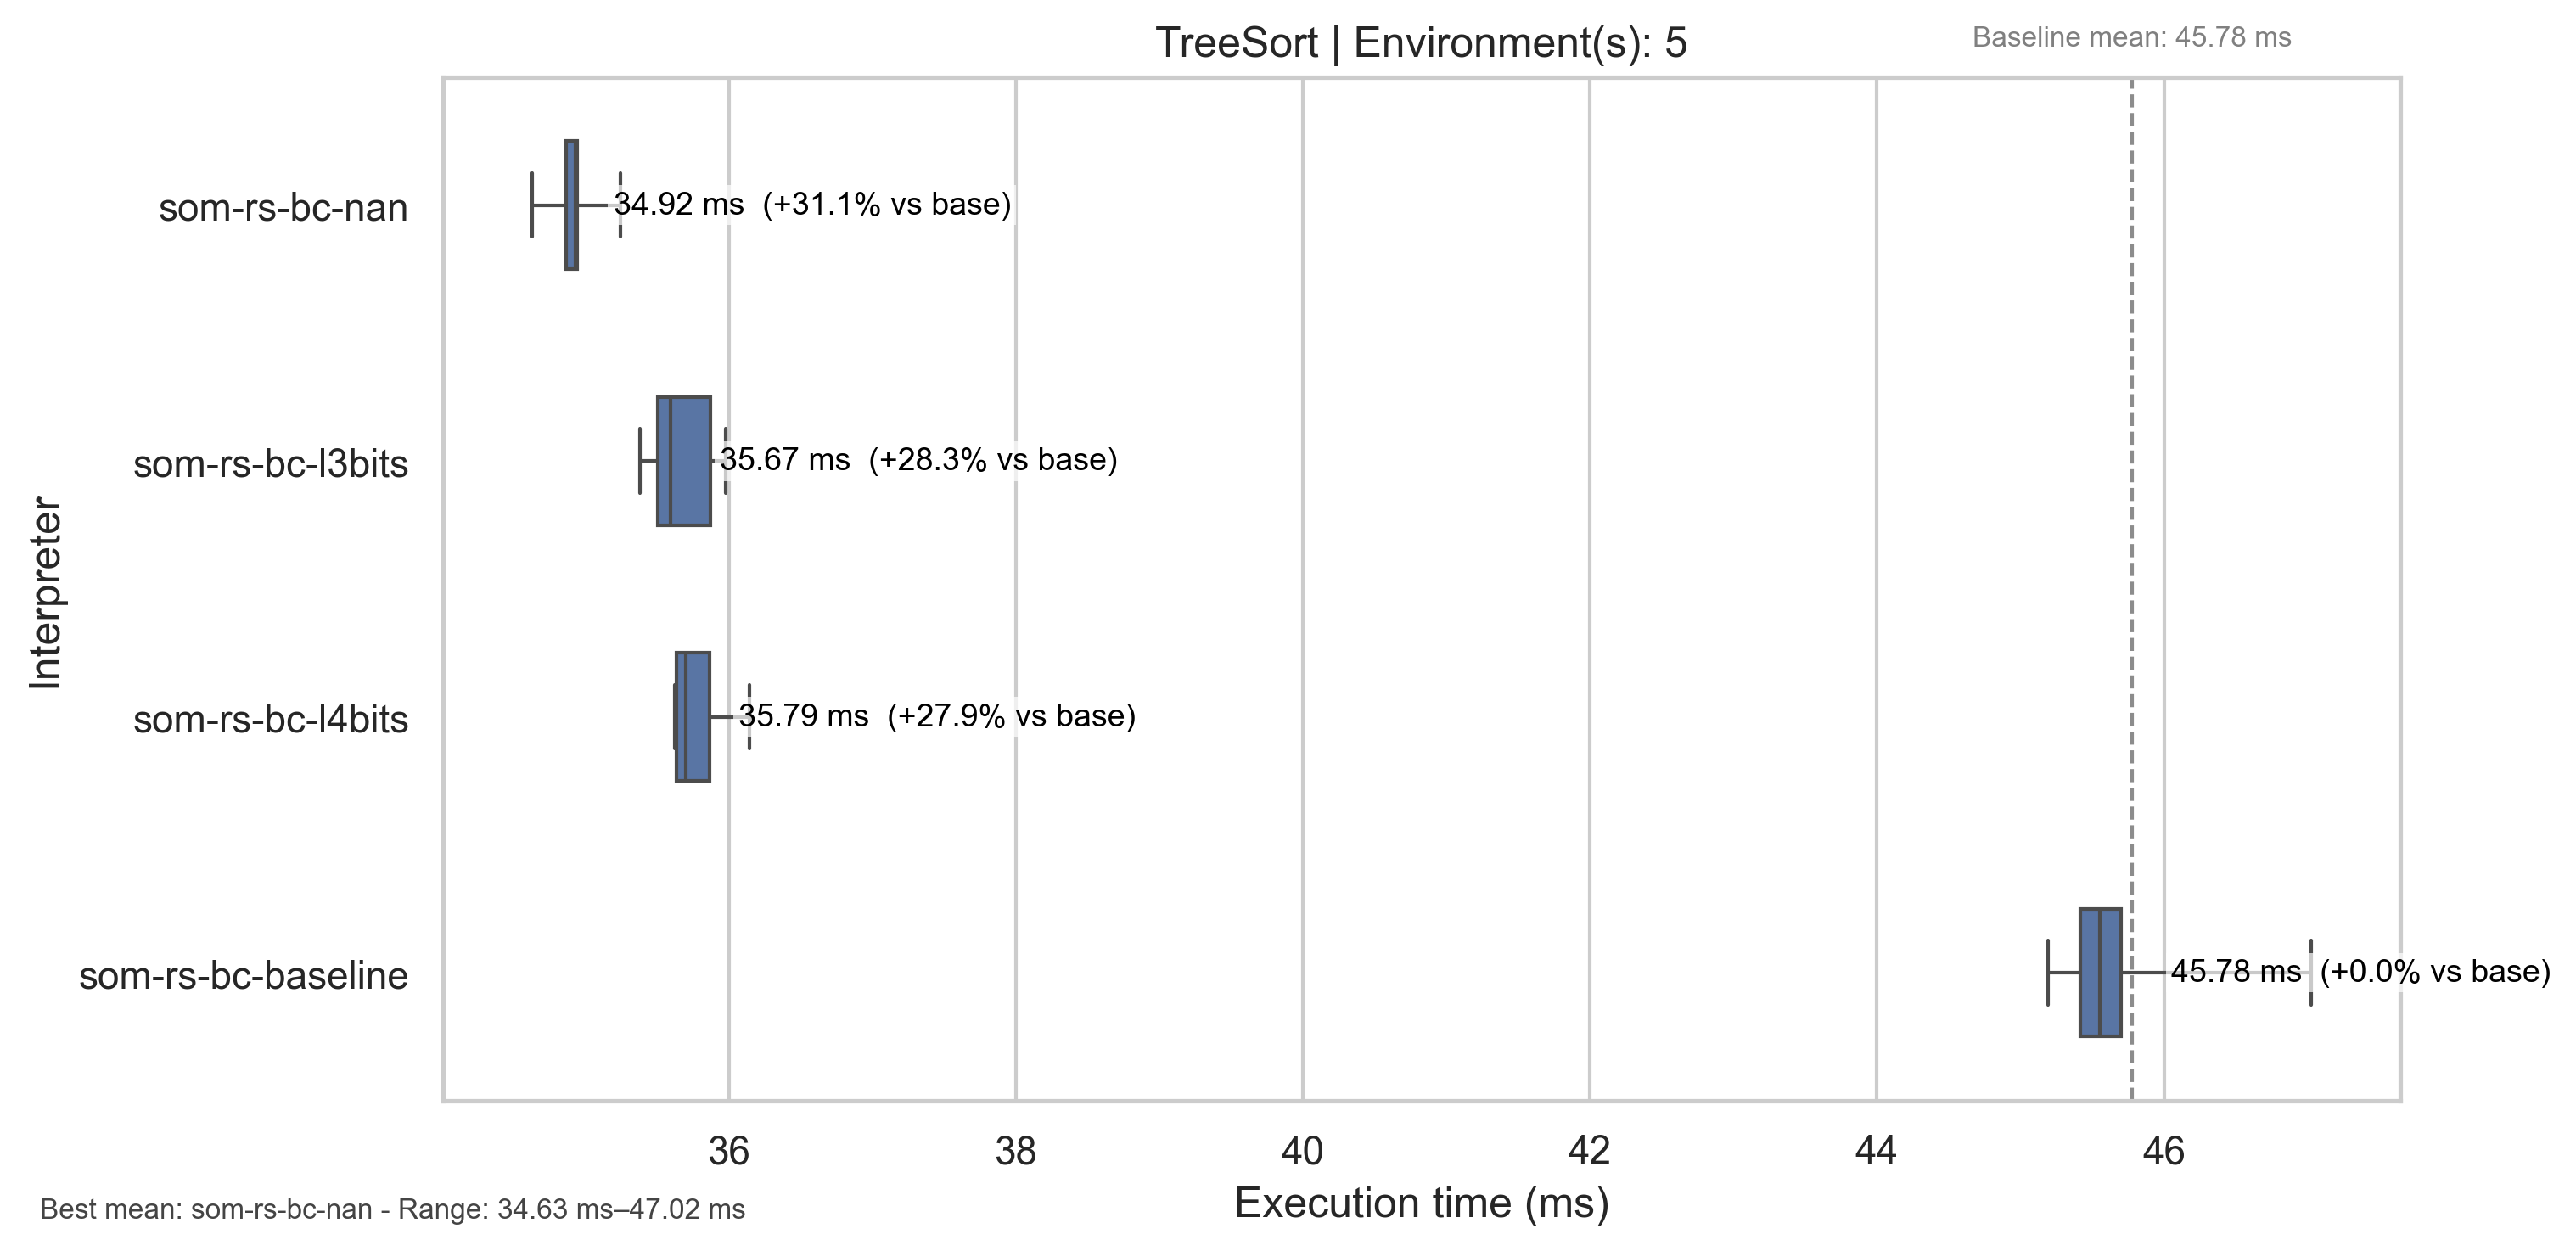 TreeSort | Environment(s): 5
Baseline mean: 45.78 ms
som-rs-bc-nan
34.92 ms (+31.1% vs base)
som-rs-bc-l3bits
35.67 ms (+28.3% vs base)
Interpreter
som-rs-bc-l4bits
35.79 ms (+27.9% vs base)
som-rs-bc-baseline
45.78 ms (+0.0% vs base)
36 38 40 42 44 46
Execution time (ms)
Best mean: som-rs-bc-nan - Range: 34.63 ms–47.02 ms